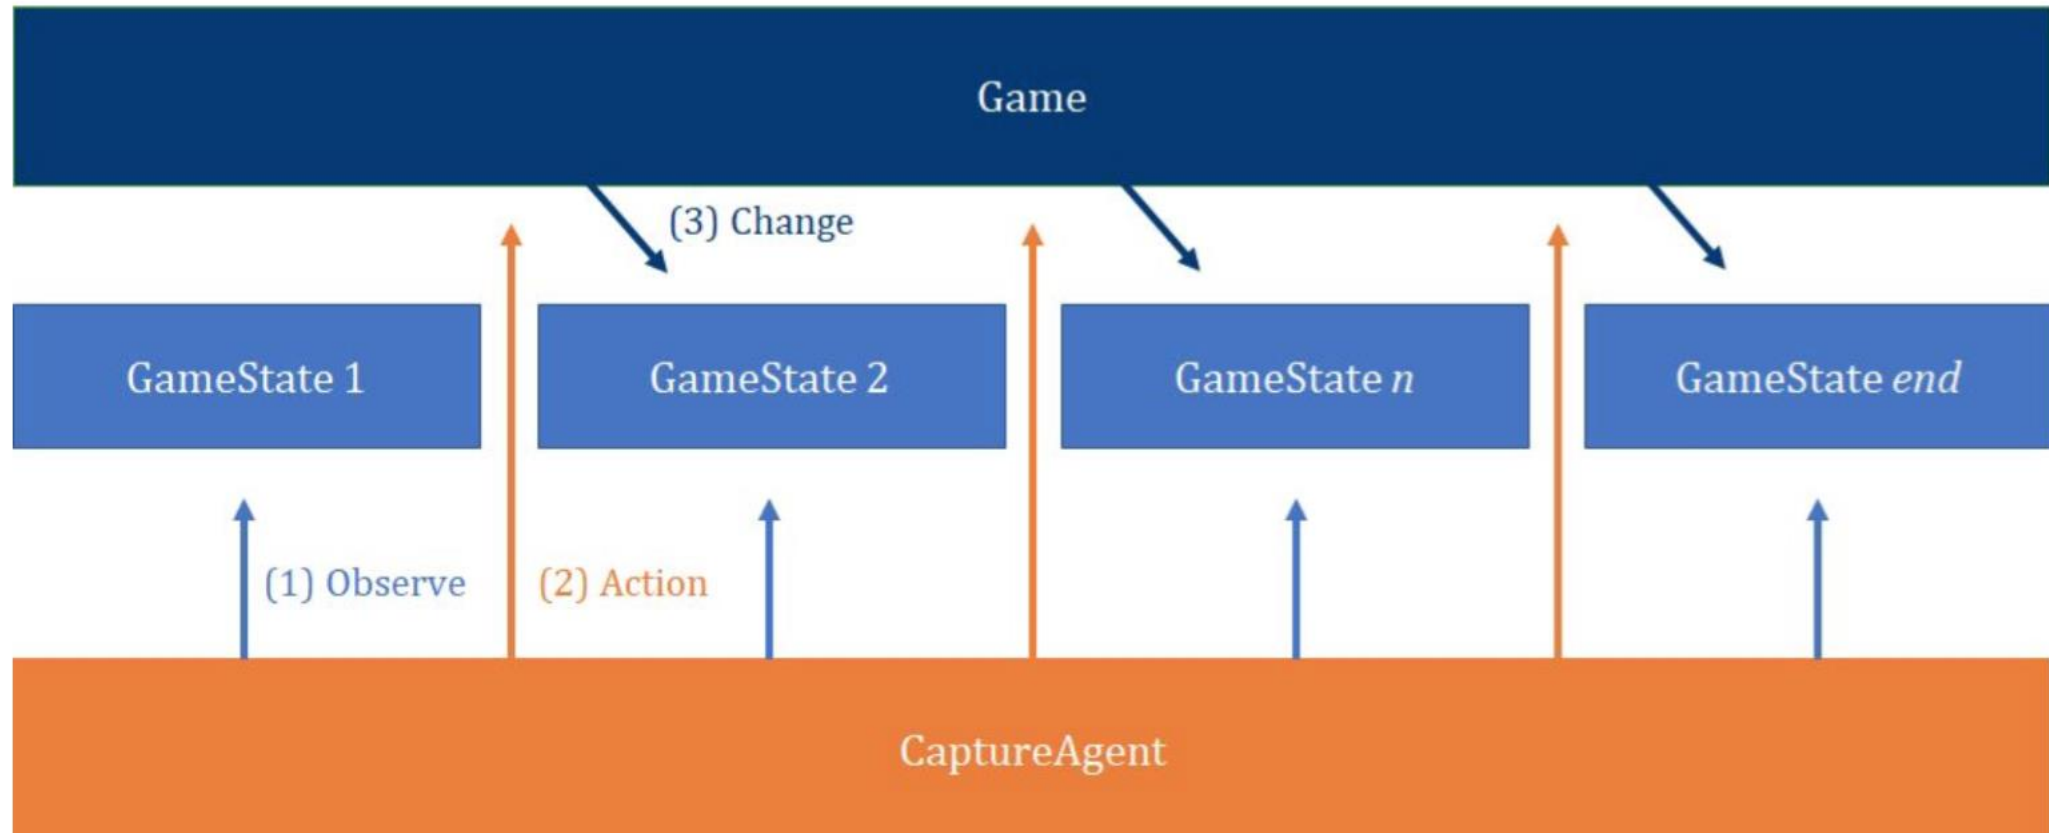 Game
(3) Change
GameState 1
GameState 2
GameState n
GameState end
(1) Observe
(2) Action
CaptureAgent